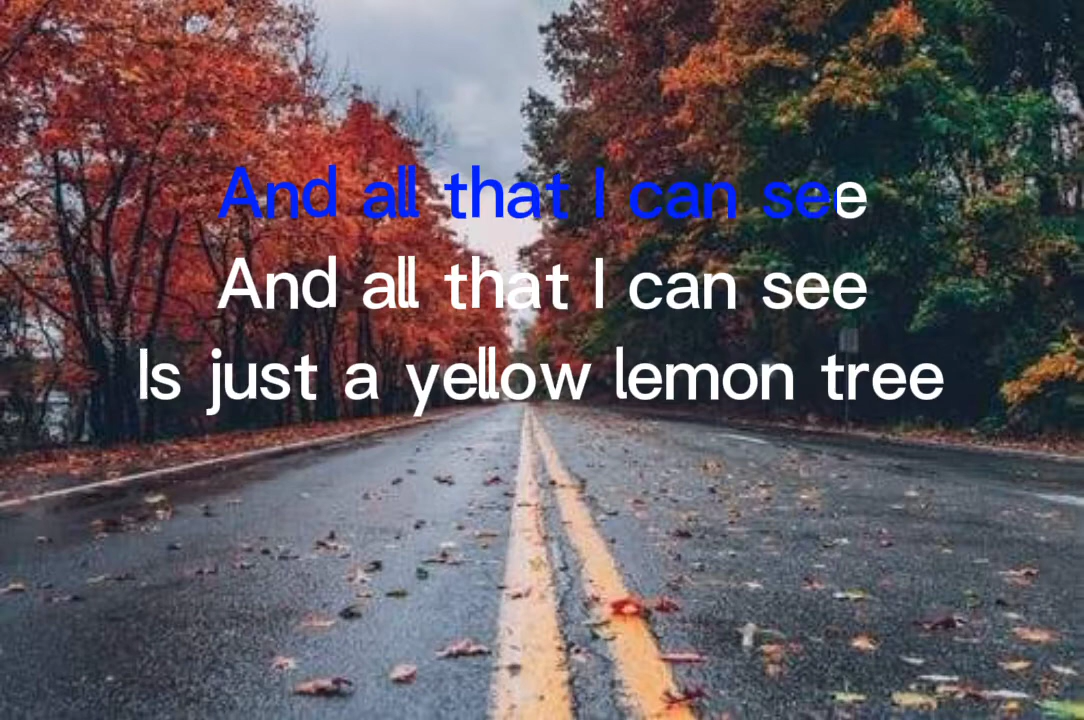 And all that I can see
And all that I can see
Is just a yellow lemon tree